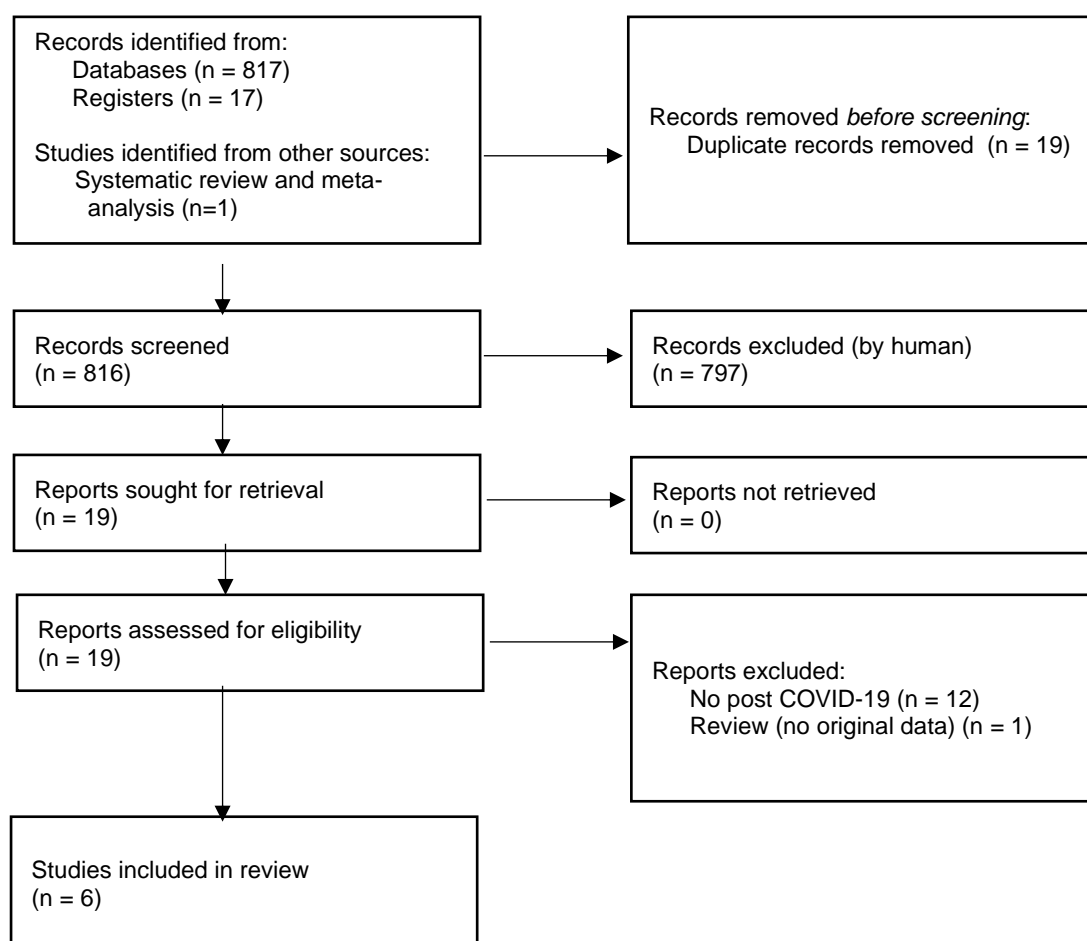 Records identified from:
Databases (n = 817)
Registers (n = 17)
Studies identified from other sources:
Systematic review and meta-
analysis (n=1)
Records removed before screening:
Duplicate records removed (n = 19)
Records screened
(n = 816)
Records excluded (by human)
(n = 797)
Reports sought for retrieval
(n = 19)
Reports not retrieved
(n = 0)
Reports assessed for eligibility
(n = 19)
Reports excluded:
No post COVID-19 (n = 12)
Review (no original data) (n = 1)
Studies included in review
(n = 6)